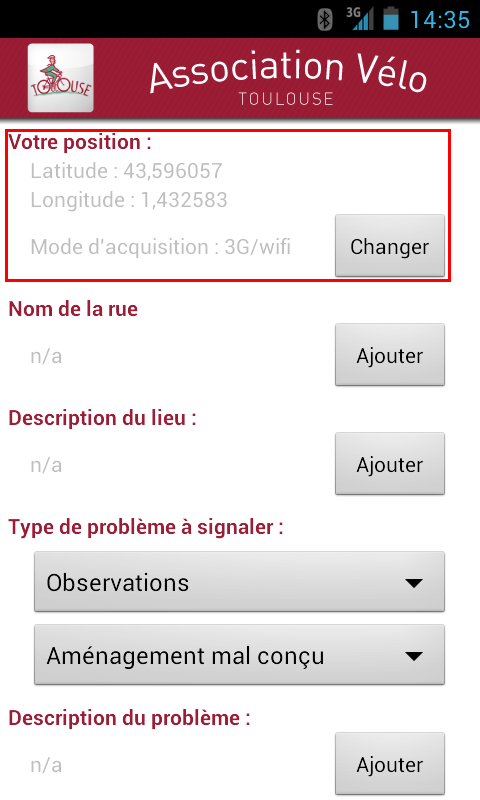 3G 14:35
TOULOUSE
Association Vélo
TOULOUSE
Votre position :
Latitude : 43,596057
Longitude : 1,432583
Mode d'acquisition : 3G/wifi
Changer
Nom de la rue
n/a
Ajouter
Description du lieu :
n/a
Ajouter
Type de problème à signaler :
Observations
Aménagement mal conçu
Description du problème :
n/a
Ajouter